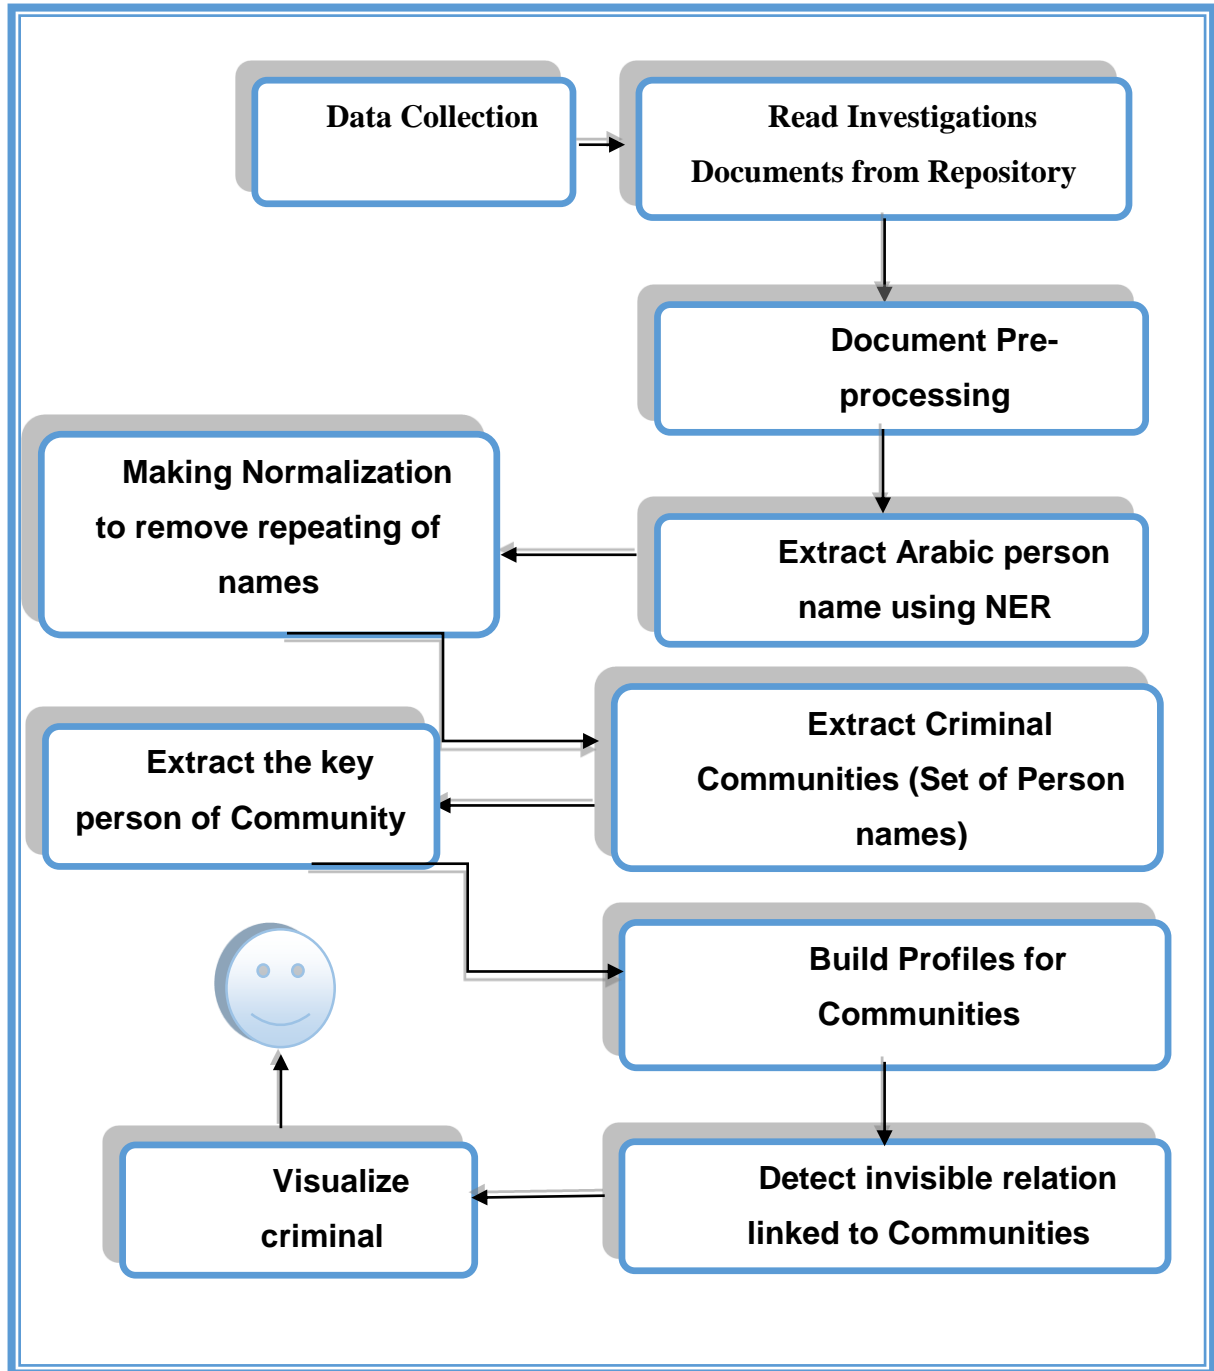 Data Collection
Read Investigations
Documents from Repository
Document Pre-
processing
Extract Arabic person
name using NER
Making Normalization
to remove repeating of
names
Extract Criminal
Communities (Set of Person
names)
Extract the key
person of Community
Build Profiles for
Communities
Detect invisible relation
linked to Communities
Visualize
criminal